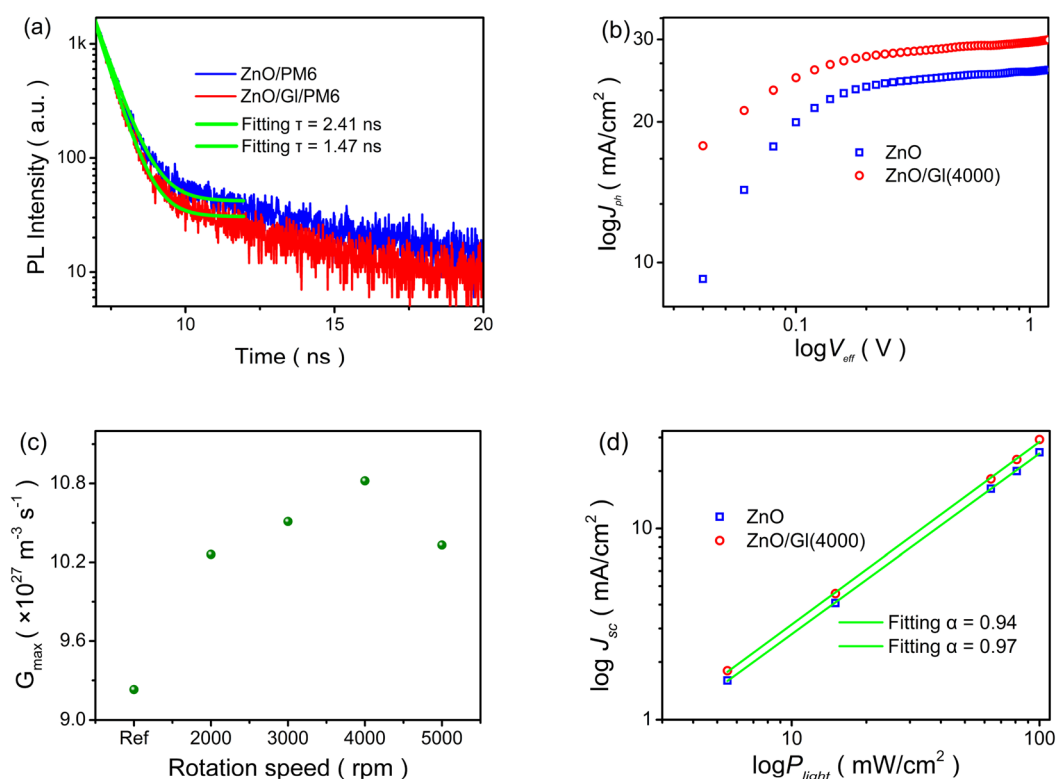 (a)
1k
100
10
PL Intensity ( a.u. )
ZnO/PM6
ZnO/Gl/PM6
Fitting τ = 2.41 ns
Fitting τ = 1.47 ns
10
15
20
Time ( ns )
(b)
30
20
10
logJph ( mA/cm2 )
ZnO
ZnO/Gl(4000)
0.1
1
logVeff ( V )
(c)
10.8
10.2
9.6
9.0
Gmax ( ×1027 m-3 s-1 )
Ref
2000
3000
4000
5000
Rotation speed ( rpm )
(d)
10
1
log Jsc ( mA/cm2 )
ZnO
ZnO/Gl(4000)
Fitting α = 0.94
Fitting α = 0.97
10
100
logPlight ( mW/cm2 )